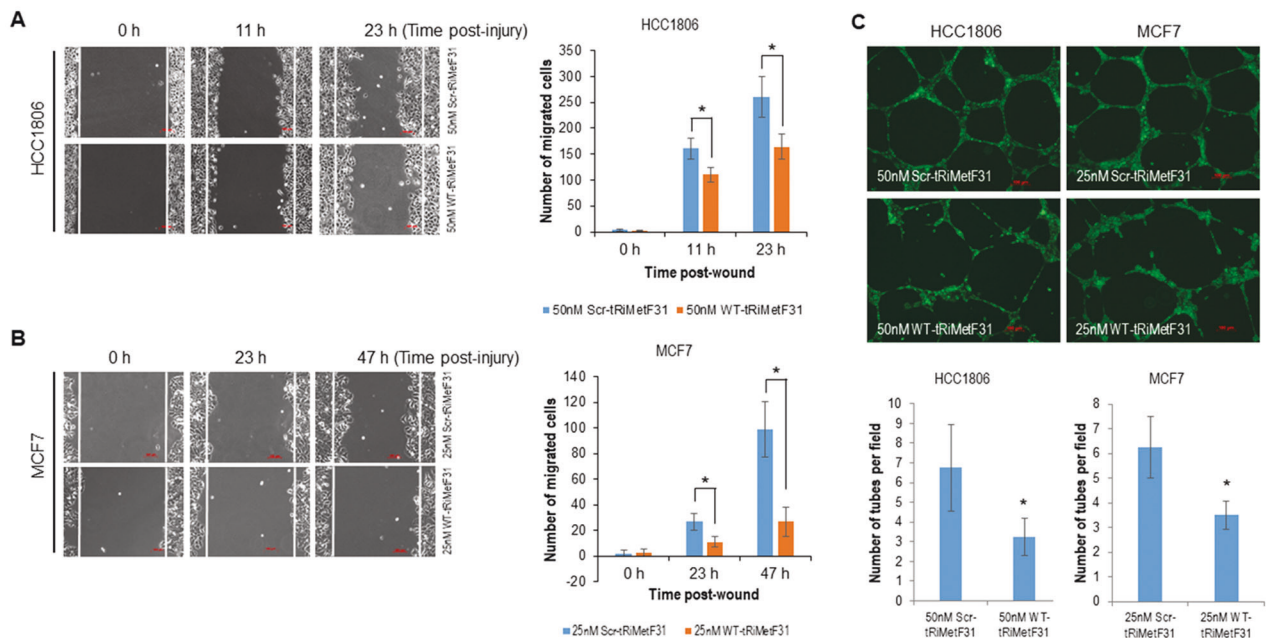 A
0 h 11 h 23 h (Time post-injury)
HCC1806
50nM Scr-tRiMetF31
50nM WT-tRiMetF31
HCC1806
Number of migrated cells
350
300
250
200
150
100
50
0
* *
0 h 11 h 23 h
Time post-wound
50nM Scr-tRiMetF31 50nM WT-tRiMetF31
B
0 h 23 h 47 h (Time post-injury)
MCF7
25nM Scr-tRiMetF31
25nM WT-tRiMetF31
MCF7
Number of migrated cells
140
120
100
80
60
40
20
0
-20
* *
0 h 23 h 47 h
Time post-wound
25nM Scr-tRiMetF31 25nM WT-tRiMetF31
C
HCC1806 MCF7
50nM Scr-tRiMetF31 25nM Scr-tRiMetF31
50nM WT-tRiMetF31 25nM WT-tRiMetF31
HCC1806
Number of tubes per field
10
9
8
7
6
5
4
3
2
1
0
*
50nM Scr- 50nM WT-
tRiMetF31 tRiMetF31
MCF7
Number of tubes per field
8
7
6
5
4
3
2
1
0
*
25nM Scr- 25nM WT-
tRiMetF31 tRiMetF31